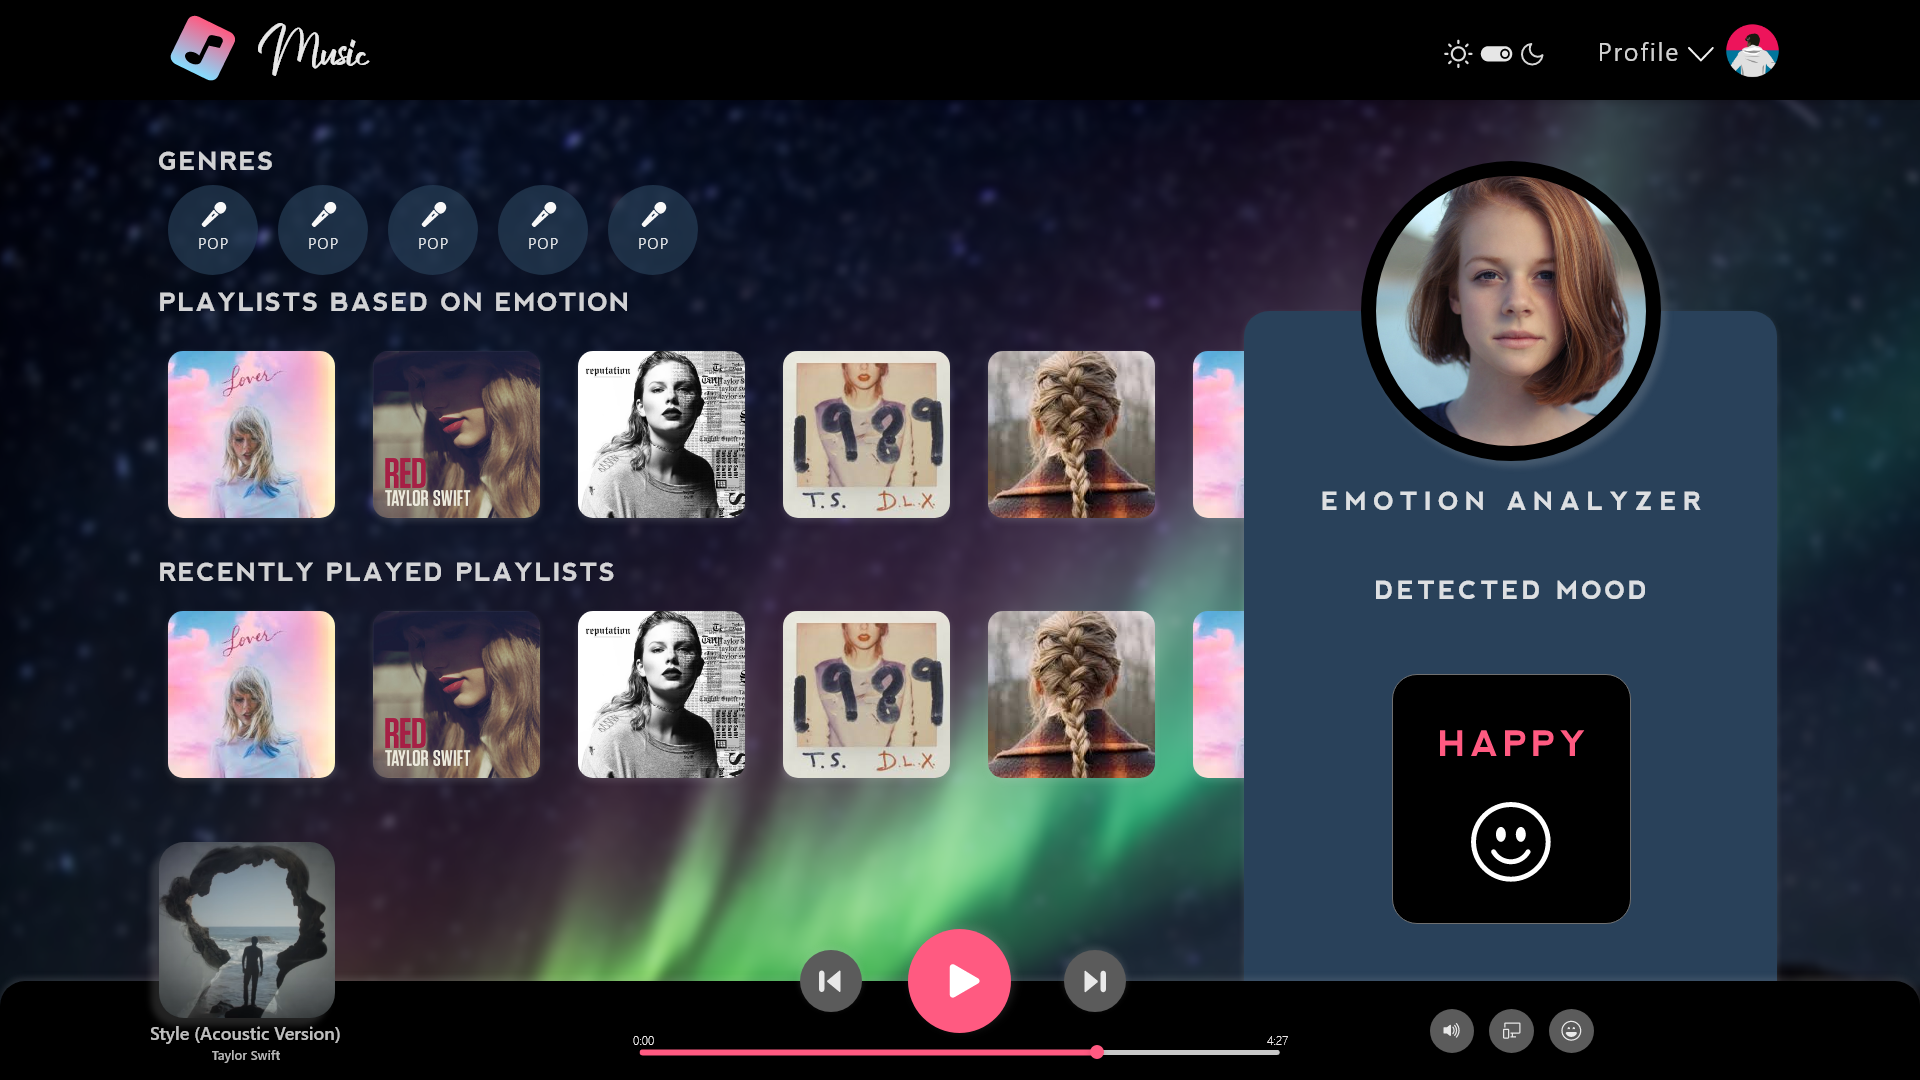 Music
Profile
GENRES
POP
POP
POP
POP
POP
PLAYLISTS BASED ON EMOTION
Lover
RED
TAYLOR SWIFT
reputation
1989
T.S. D.L.X.
EMOTION ANALYZER
RECENTLY PLAYED PLAYLISTS
DETECTED MOOD
Lover
RED
TAYLOR SWIFT
reputation
1989
T.S. D.L.X.
HAPPY
Style (Acoustic Version)
Taylor Swift
0:00
4:27